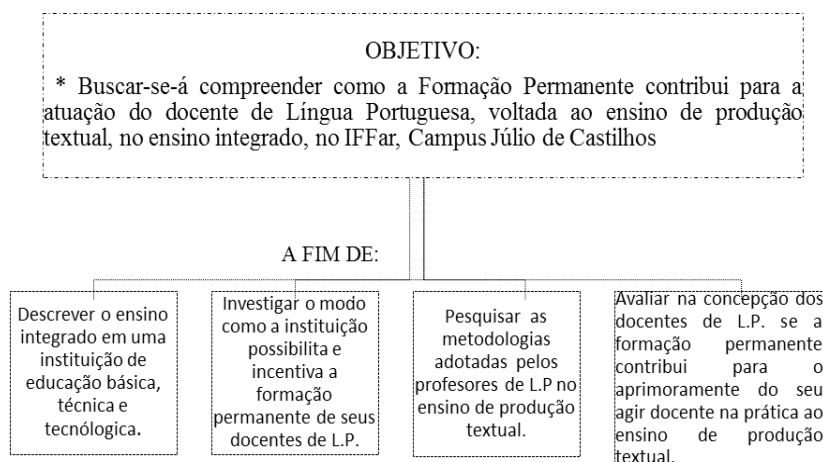 OBJETIVO:
* Buscar-se-á compreender como a Formação Permanente contribui para a
atuação do docente de Língua Portuguesa, voltada ao ensino de produção
textual, no ensino integrado, no IFFar, Campus Júlio de Castilhos
A FIM DE:
Descrever o ensino
integrado em uma
instituição de
educação básica,
técnica e
tecnólogica.
Investigar o modo
como a instituição
possibilita e
incentiva a
formação
permanente de seus
docentes de L.P.
Pesquisar as
metodologias
adotadas pelos
profesores de L.P no
ensino de produção
textual.
Avaliar na concepção dos
docentes de L.P. se a
formação permanente
contribui para o
aprimoramente do seu
agir docente na prática ao
ensino de produção
textual.